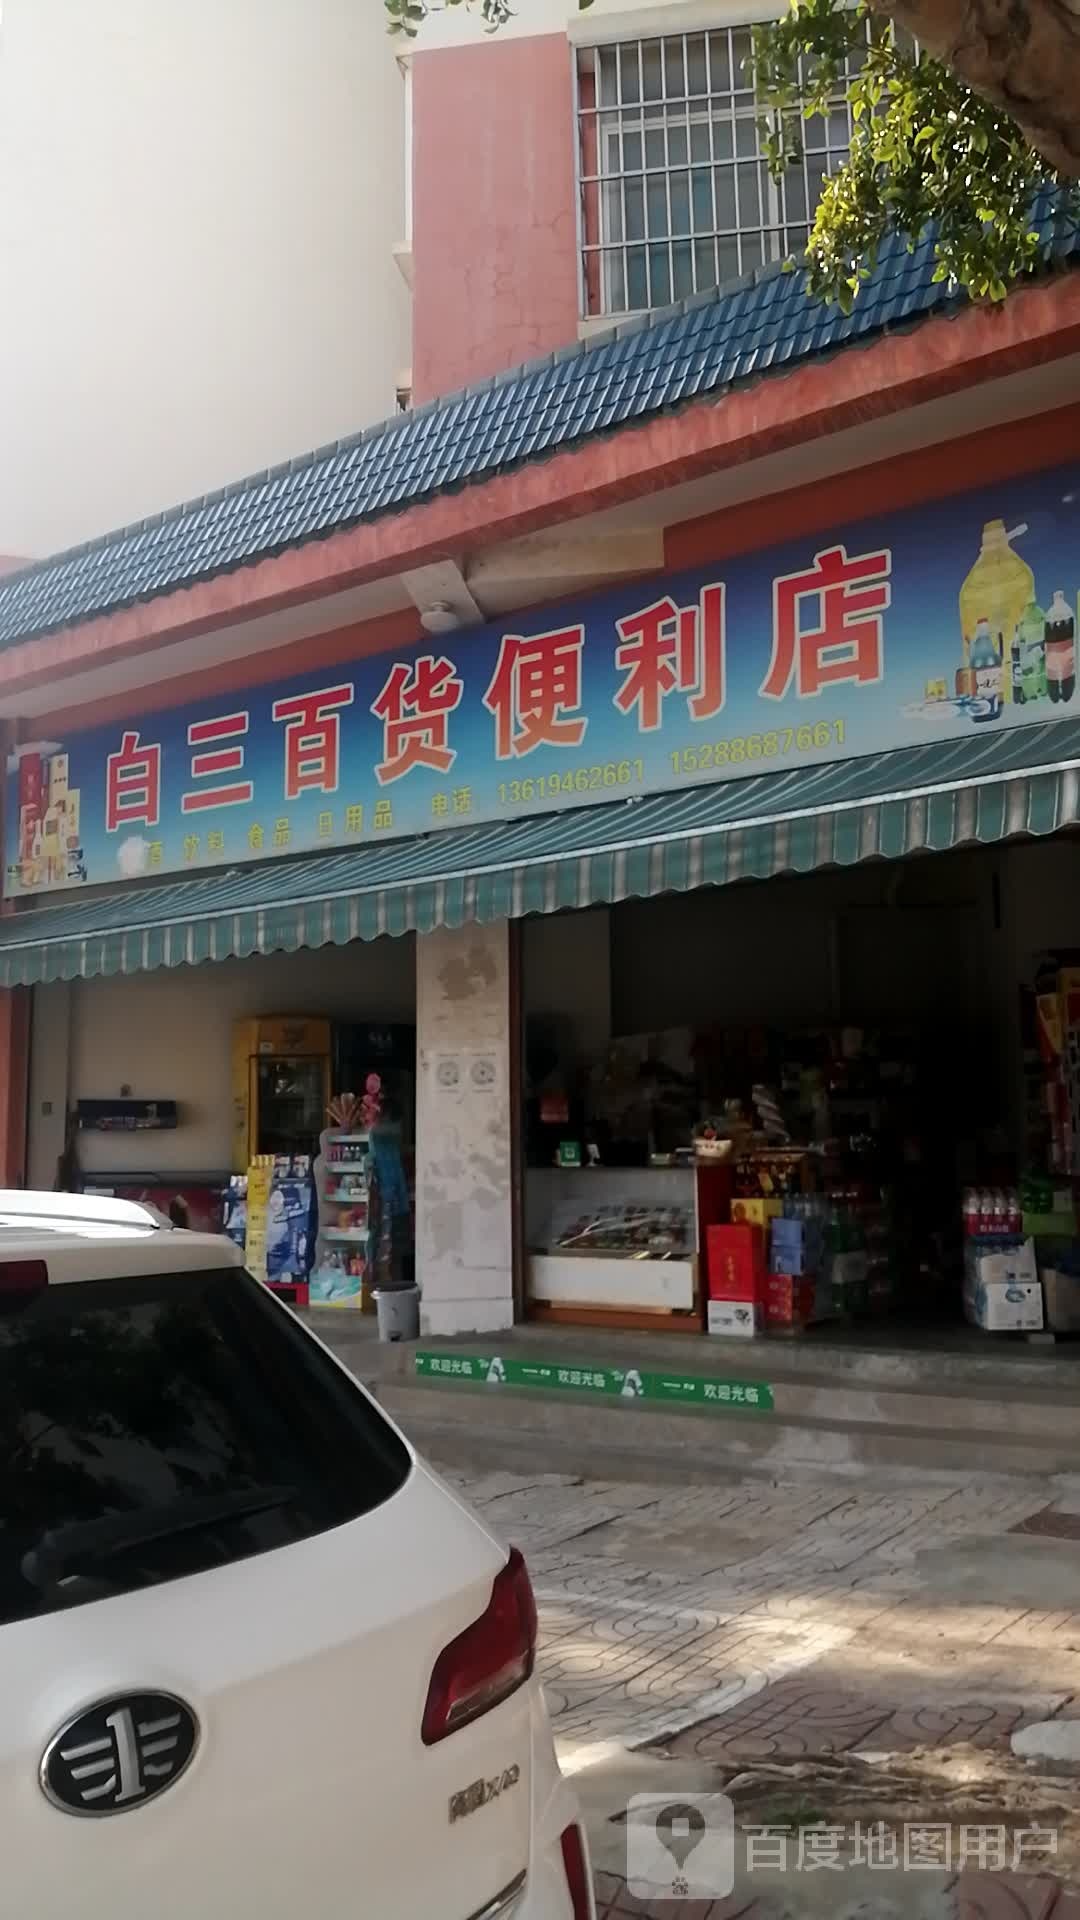 白三百货便利店
酒 饮料 食品 日用品 电话 13619462661 15288687661
欢迎光临 欢迎光临 欢迎光临
百度地图用户